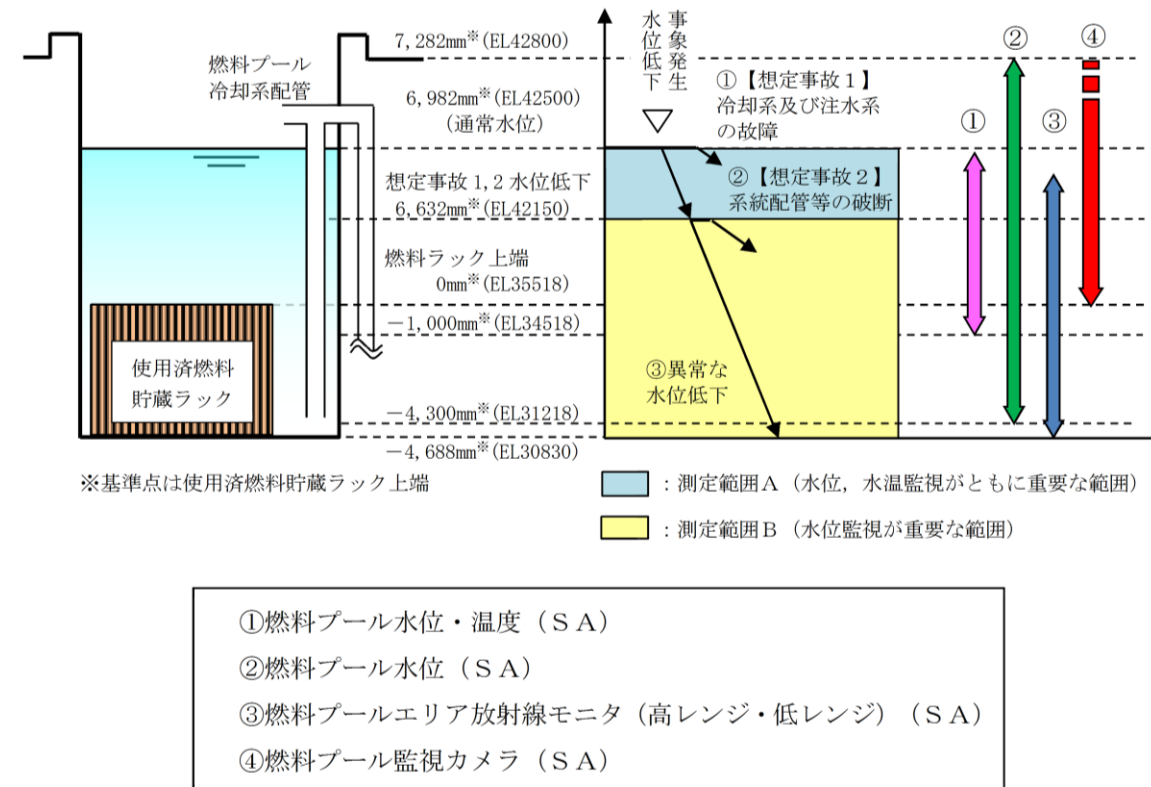 燃料プール
冷却系配管
7,282mm※(EL42800)
6,982mm※(EL42500)
(通常水位)
想定事故1,2 水位低下
6,632mm※(EL42150)
燃料ラック上端
0mm※(EL35518)
−1,000mm※(EL34518)
−4,300mm※(EL31218)
−4,688mm※(EL30830)
使用済燃料
貯蔵ラック
※基準点は使用済燃料貯蔵ラック上端
事象発生
水位低下
①【想定事故1】
冷却系及び注水系
の故障
②【想定事故2】
系統配管等の破断
③異常な
水位低下
①
②
③
④
：測定範囲A（水位，水温監視がともに重要な範囲）
：測定範囲B（水位監視が重要な範囲）
①燃料プール水位・温度（ＳＡ）
②燃料プール水位（ＳＡ）
③燃料プールエリア放射線モニタ（高レンジ・低レンジ）（ＳＡ）
④燃料プール監視カメラ（ＳＡ）